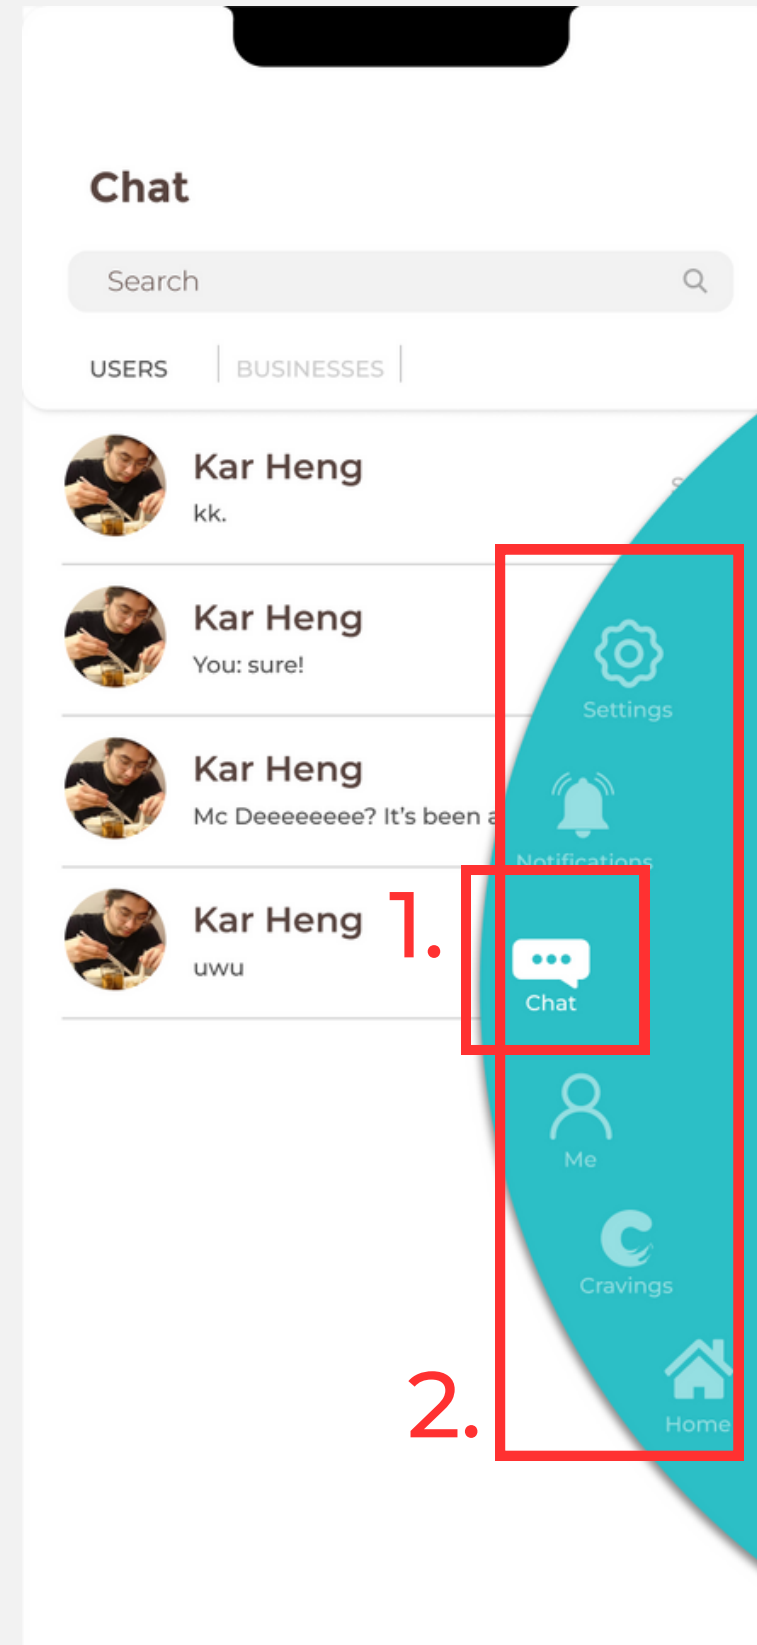 Chat
Search
USERS
BUSINESSES
Kar Heng
kk.
Kar Heng
You: sure!
Settings
Kar Heng
Mc Deeeeeeee? It's been a
Notifications
Kar Heng
uwu
1.
Chat
Me
Cravings
2.
Home